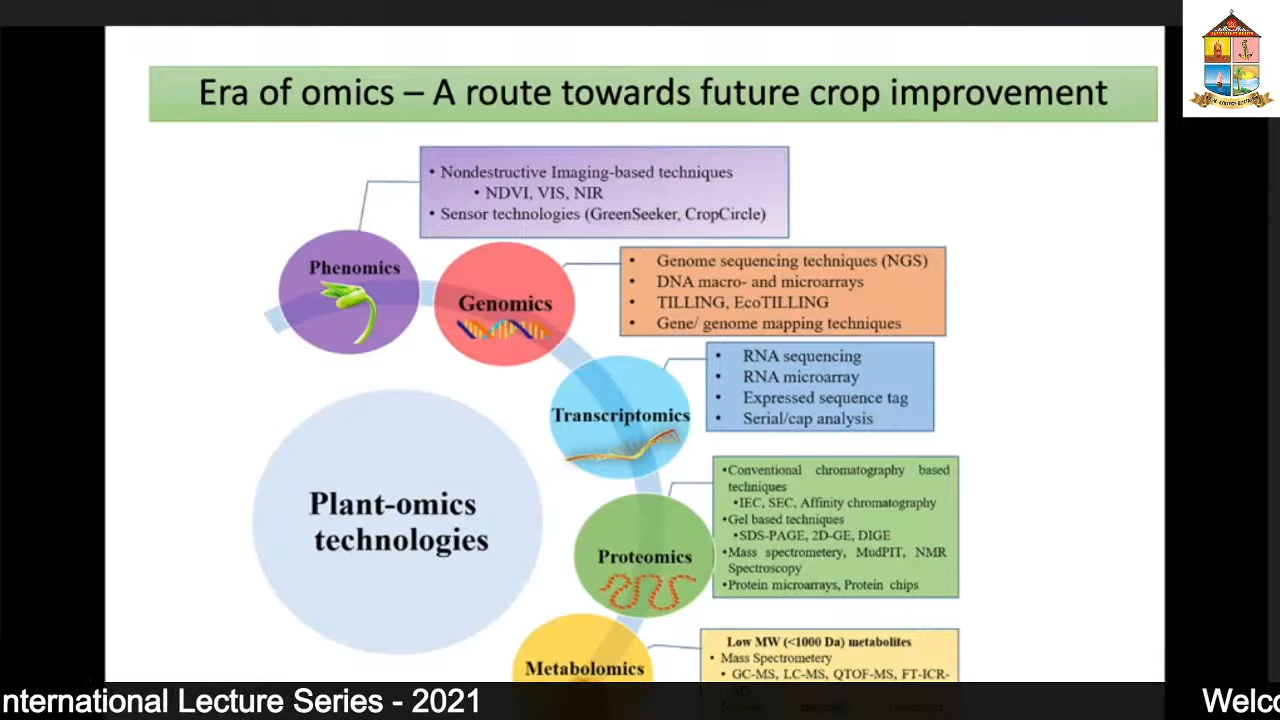 Era of omics – A route towards future crop improvement
• Nondestructive Imaging-based techniques
• NDVI, VIS, NIR
• Sensor technologies (GreenSeeker, CropCircle)
Phenomics
Genomics
• Genome sequencing techniques (NGS)
• DNA macro- and microarrays
• TILLING, EcoTILLING
• Gene/ genome mapping techniques
Transcriptomics
• RNA sequencing
• RNA microarray
• Expressed sequence tag
• Serial/cap analysis
Plant-omics
technologies
Proteomics
•Conventional chromatography based
techniques
•IEC, SEC, Affinity chromatography
•Gel based techniques
•SDS-PAGE, 2D-GE, DIGE
•Mass spectrometery, MudPIT, NMR
Spectroscopy
•Protein microarrays, Protein chips
Metabolomics
Low MW (<1000 Da) metabolites
• Mass Spectrometery
• GC-MS, LC-MS, QTOF-MS, FT-ICR-
nternational Lecture Series - 2021
Welco